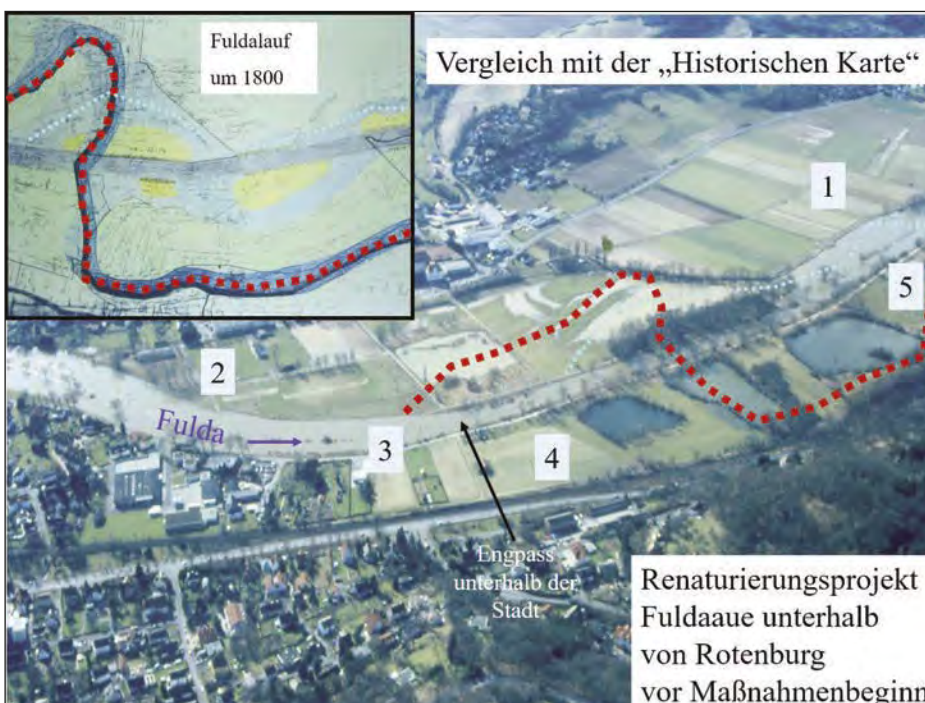 Fuldalauf
um 1800
Vergleich mit der „Historischen Karte“
1
5
2
Fulda
3
4
Engpass
unterhalb der
Stadt
Renaturierungsprojekt
Fuldaaue unterhalb
von Rotenburg
vor Maßnahmenbeginn